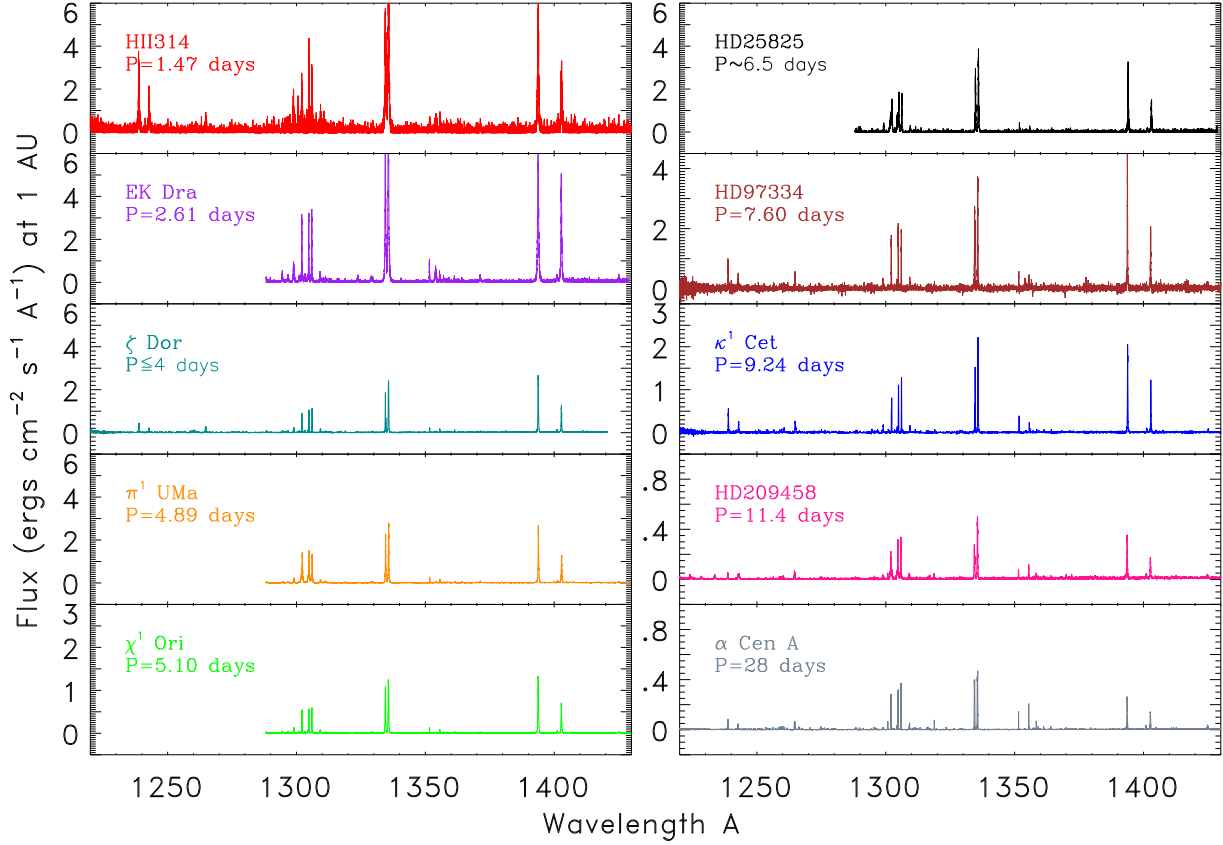 Flux (ergs cm⁻² s⁻¹ A⁻¹) at 1 AU
6
4
2
0
HII314
P=1.47 days
6
4
2
0
EK Dra
P=2.61 days
6
4
2
0
ζ Dor
P≦4 days
6
4
2
0
π¹ UMa
P=4.89 days
3
2
1
0
χ¹ Ori
P=5.10 days
6
4
2
0
HD25825
P~6.5 days
4
2
0
HD97334
P=7.60 days
3
2
1
0
κ¹ Cet
P=9.24 days
.8
.4
0
HD209458
P=11.4 days
.8
.4
0
α Cen A
P=28 days
1250 1300 1350 1400
1250 1300 1350 1400
Wavelength A